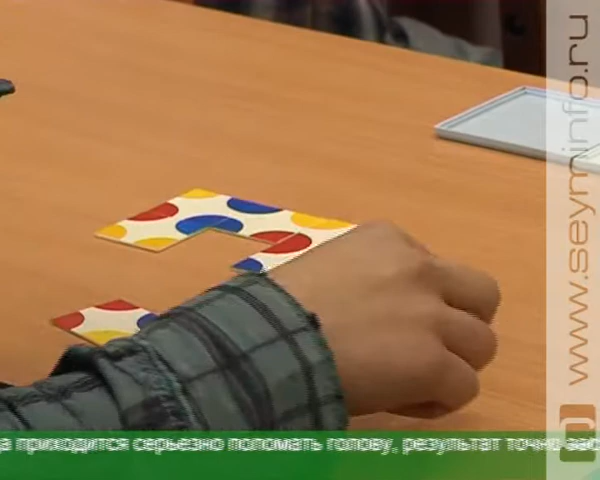 www.seyminfo.ru
приходится серьезно поломать голову, результат точно